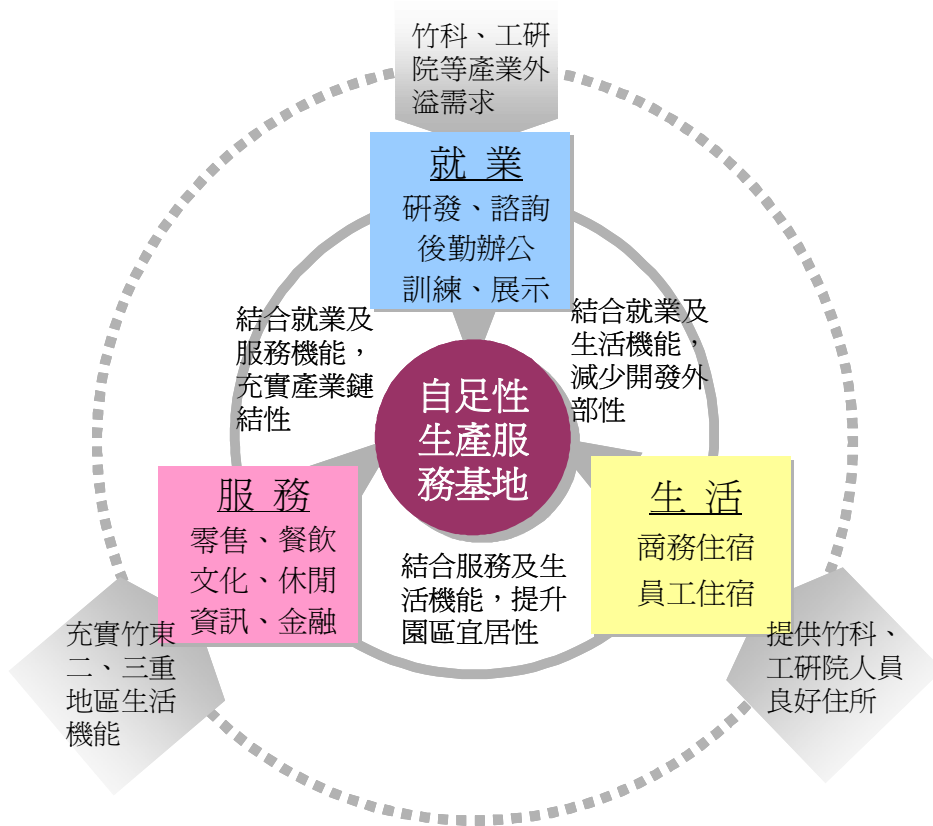 竹科、工研
院等產業外
溢需求
就 業
研發、諮詢
後勤辦公
訓練、展示
結合就業及
服務機能，
充實產業鏈
結性
結合就業及
生活機能，
減少開發外
部性
自足性
生產服
務基地
服 務
零售、餐飲
文化、休閒
資訊、金融
生 活
商務住宿
員工住宿
結合服務及生
活機能，提升
園區宜居性
充實竹東
二、三重
地區生活
機能
提供竹科、
工研院人員
良好住所